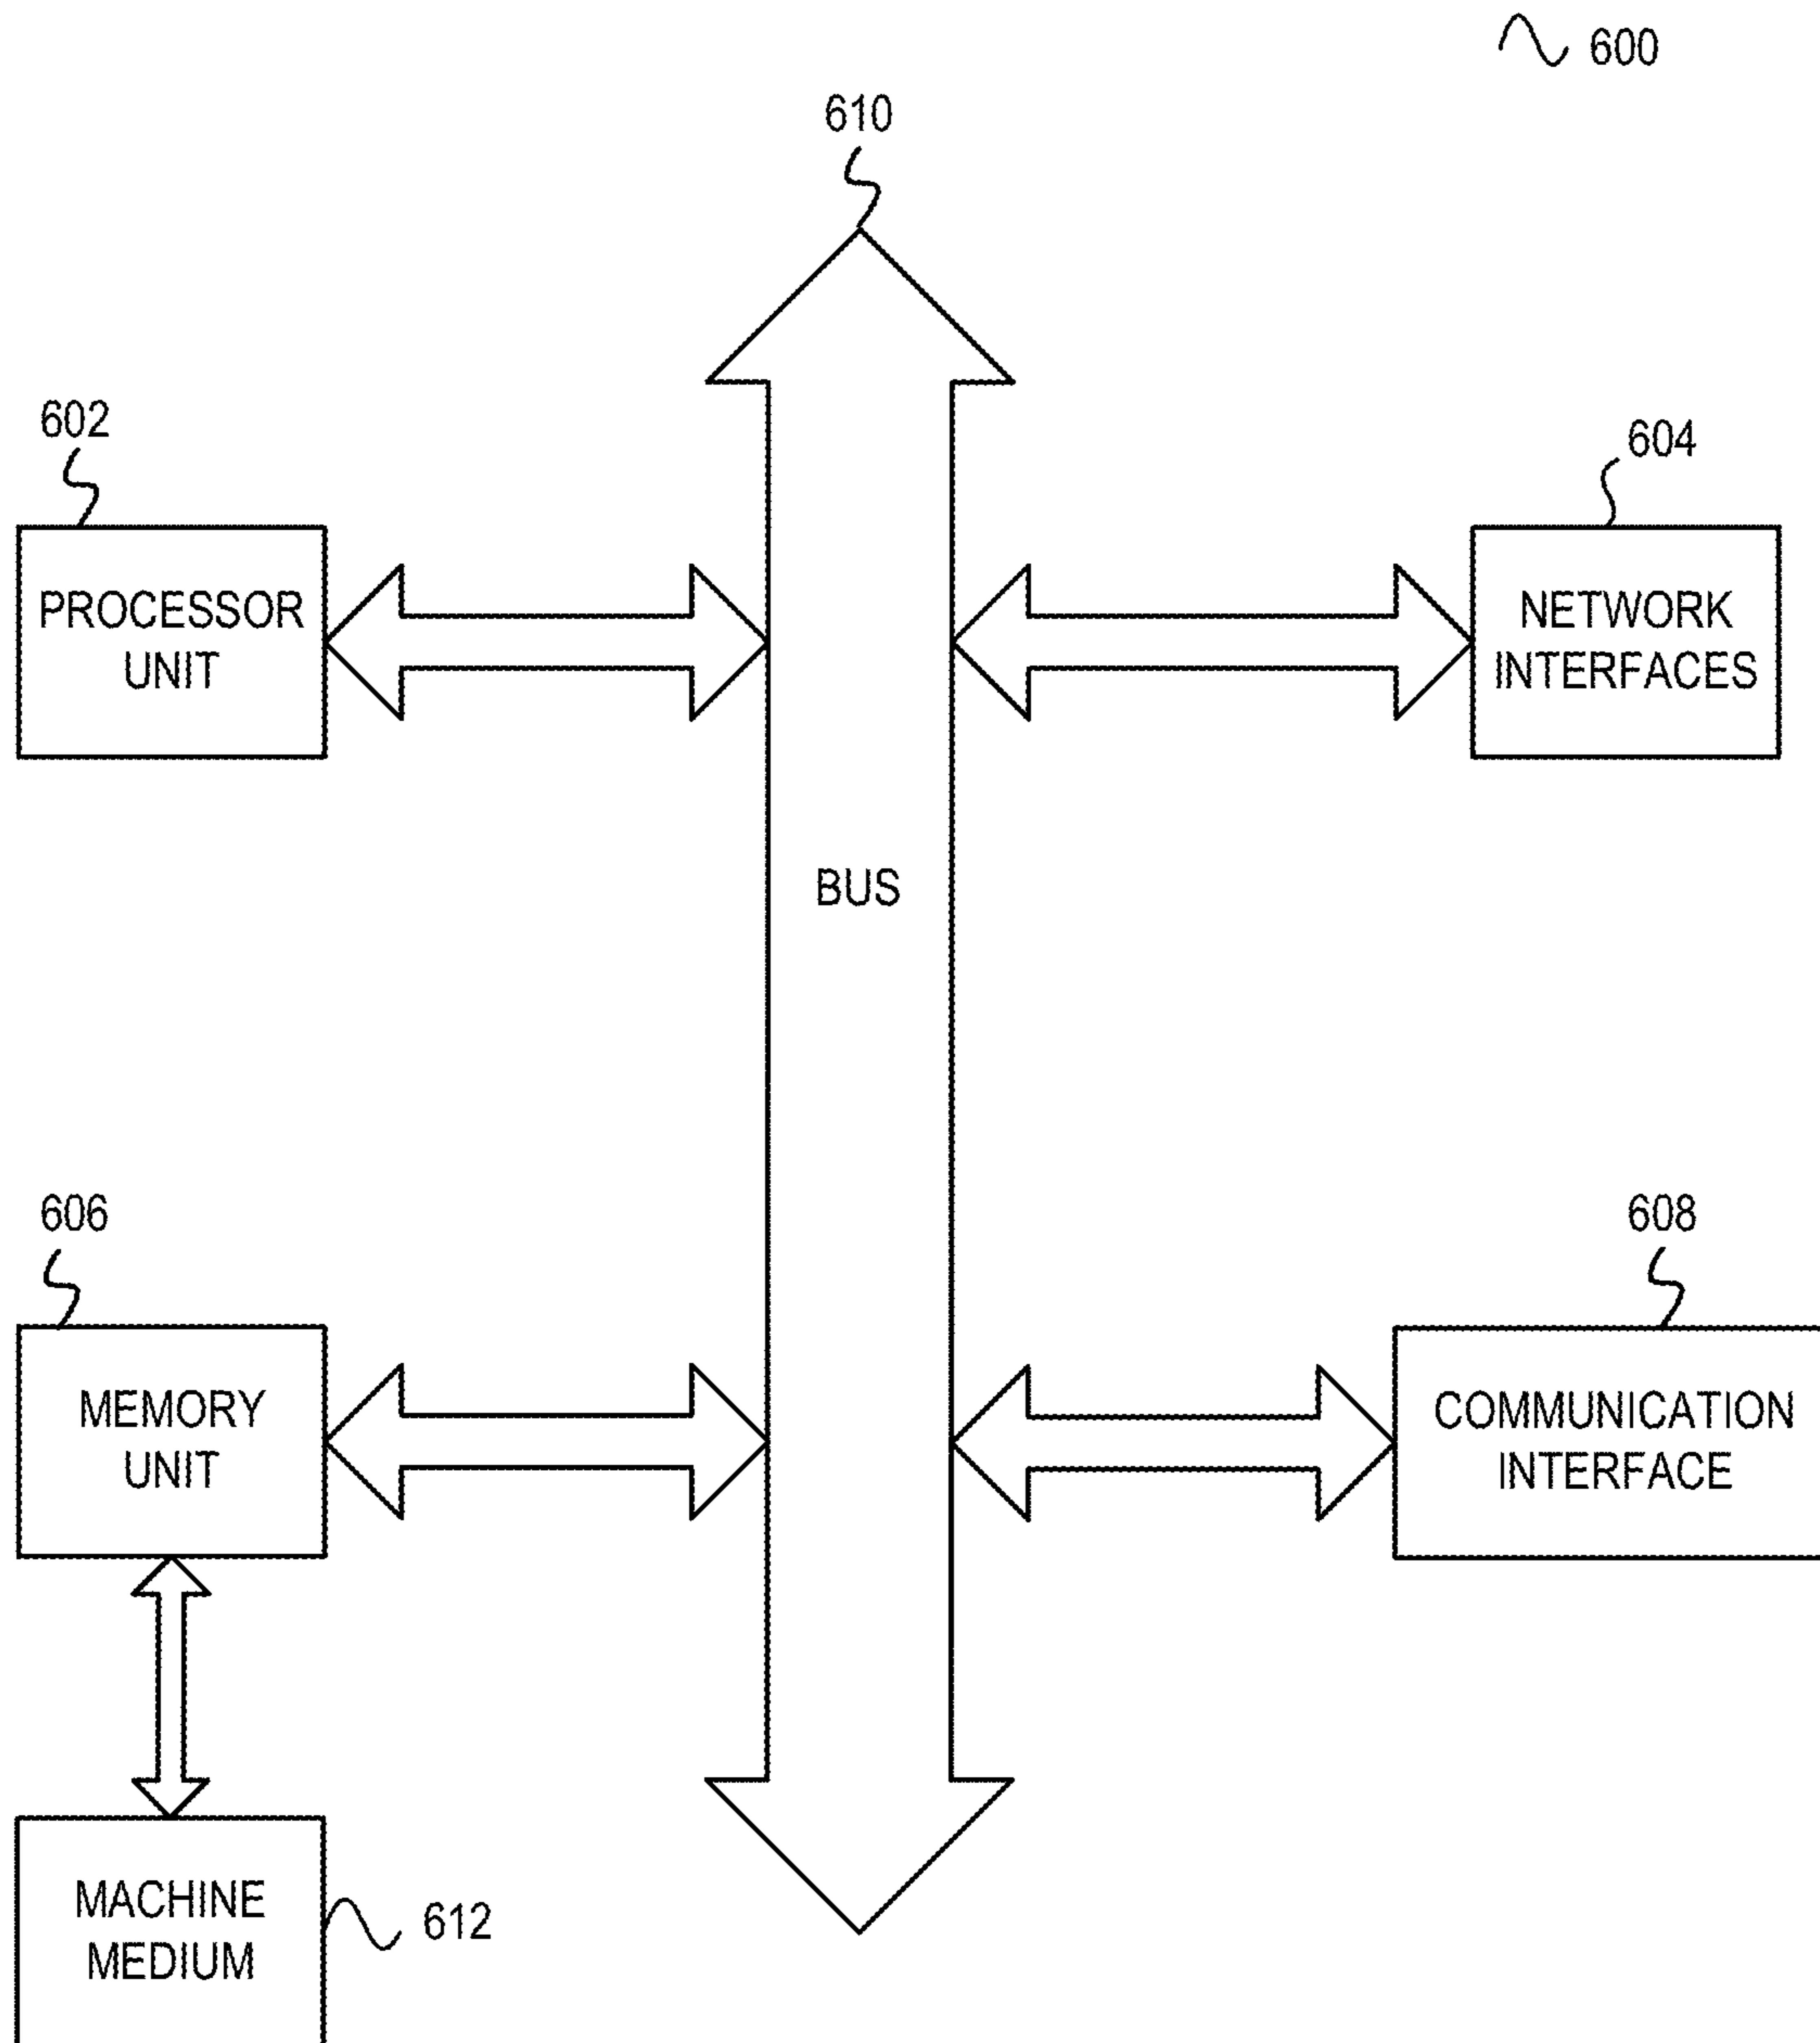 600
610
602
604
PROCESSOR
UNIT
NETWORK
INTERFACES
BUS
606
608
MEMORY
UNIT
COMMUNICATION
INTERFACE
MACHINE
MEDIUM
612